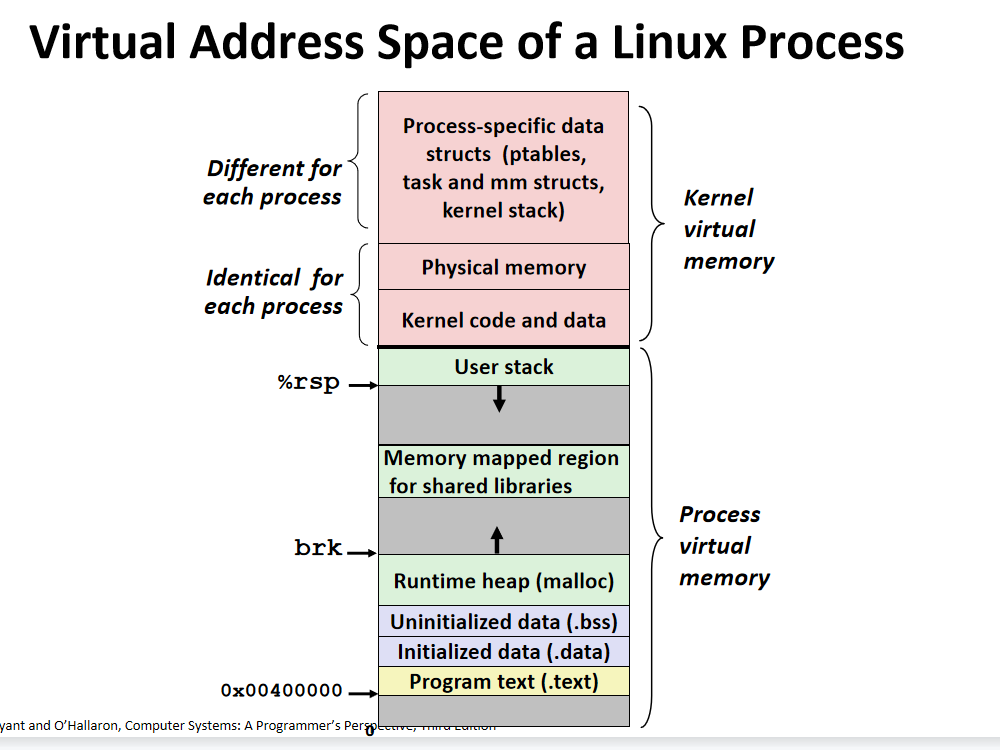 Virtual Address Space of a Linux Process
Process-specific data
structs (ptables,
task and mm structs,
kernel stack)
Different for
each process
Kernel
virtual
memory
Physical memory
Identical for
each process
Kernel code and data
User stack
%rsp
Memory mapped region
for shared libraries
Process
virtual
memory
brk
Runtime heap (malloc)
Uninitialized data (.bss)
Initialized data (.data)
Program text (.text)
0x00400000
0
yant and O'Hallaron, Computer Systems: A Programmer's Perspective, Third Edition